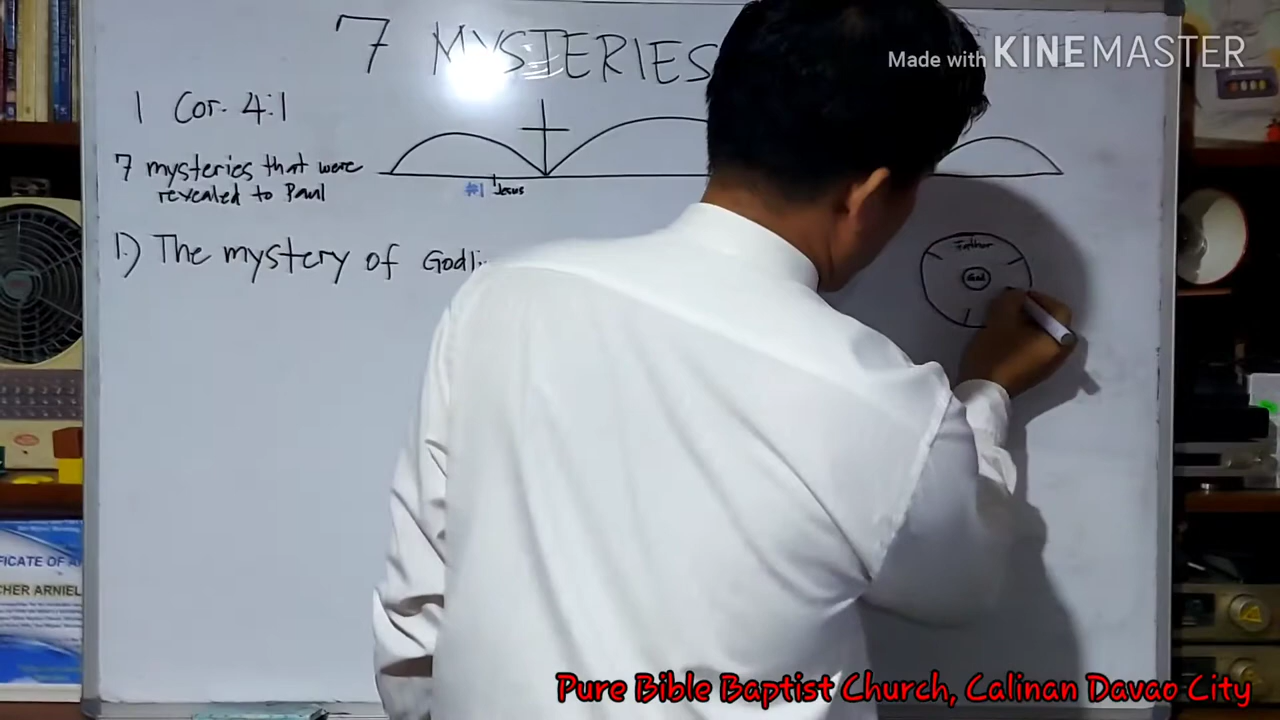 7 MYSTERIES
Made with KINEMASTER
1 Cor. 4:1
7 mysteries that were
revealed to Paul
#1 Jesus
1.) The mystery of Godli
Father
God
FICATE OF A
CHER ARNIEL
Pure Bible Baptist Church, Calinan Davao City